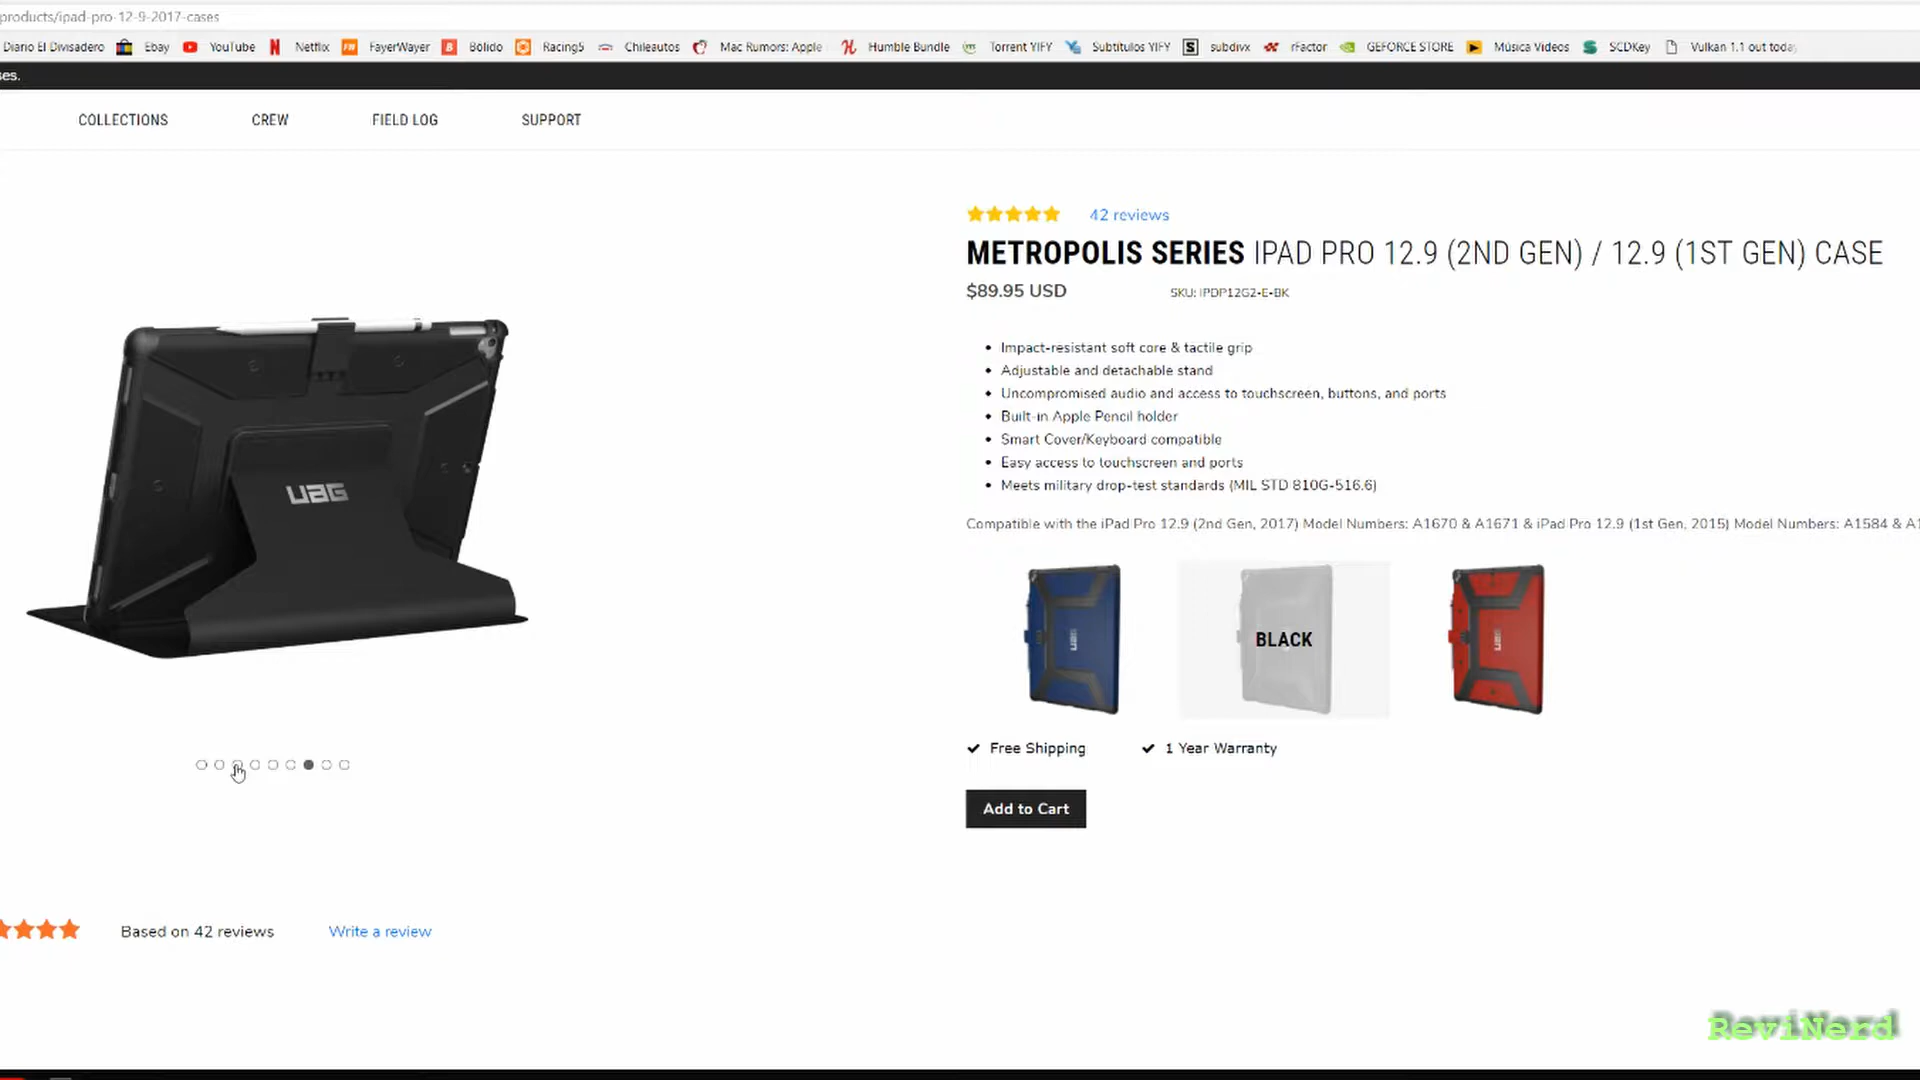 products/ipad-pro-12-9-2017-cases
Diario El Divisadero Ebay YouTube Netflix FayerWayer Bolido Racing5 Chileautos Mac Rumors: Apple Humble Bundle Torrent YIFY Subtitulos YIFY subdivx rFactor GEFORCE STORE Música Videos SCDKey Vulkan 1.1 out today
ses.
COLLECTIONS CREW FIELD LOG SUPPORT
42 reviews
METROPOLIS SERIES IPAD PRO 12.9 (2ND GEN) / 12.9 (1ST GEN) CASE
$89.95 USD SKU: IPDP12G2-E-BK
Impact-resistant soft core & tactile grip
Adjustable and detachable stand
Uncompromised audio and access to touchscreen, buttons, and ports
Built-in Apple Pencil holder
Smart Cover/Keyboard compatible
Easy access to touchscreen and ports
Meets military drop-test standards (MIL STD 810G-516.6)
Compatible with the iPad Pro 12.9 (2nd Gen, 2017) Model Numbers: A1670 & A1671 & iPad Pro 12.9 (1st Gen, 2015) Model Numbers: A1584 & A1
UAG
UAG
BLACK
UAG
Free Shipping 1 Year Warranty
Add to Cart
Based on 42 reviews Write a review
ReviNerd